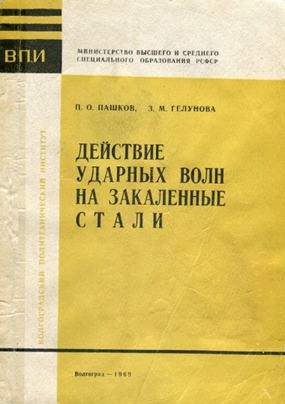 ВПИ
МИНИСТЕРСТВО ВЫСШЕГО И СРЕДНЕГО
СПЕЦИАЛЬНОГО ОБРАЗОВАНИЯ РСФСР
П. О. ПАШКОВ, З. М. ГЕЛУНОВА
ДЕЙСТВИЕ
УДАРНЫХ ВОЛН
НА ЗАКАЛЕННЫЕ
СТАЛИ
ВОЛГОГРАДСКИЙ ПОЛИТЕХНИЧЕСКИЙ ИНСТИТУТ
Волгоград — 1969